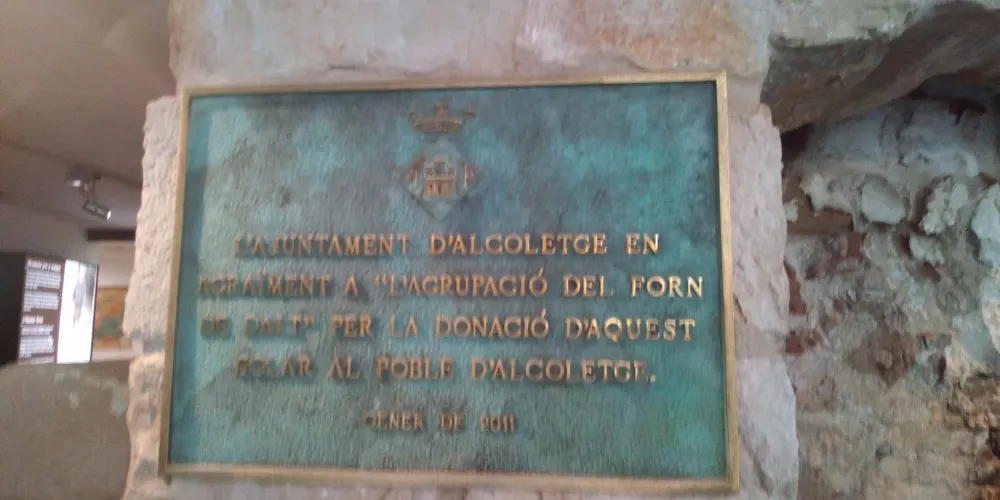 L'AJUNTAMENT D'ALCOLETGE EN
AGRAÏMENT A "L'AGRUPACIÓ DEL FORN
DE DALT" PER LA DONACIÓ D'AQUEST
SOLAR AL POBLE D'ALCOLETGE.
GENER DE 2011